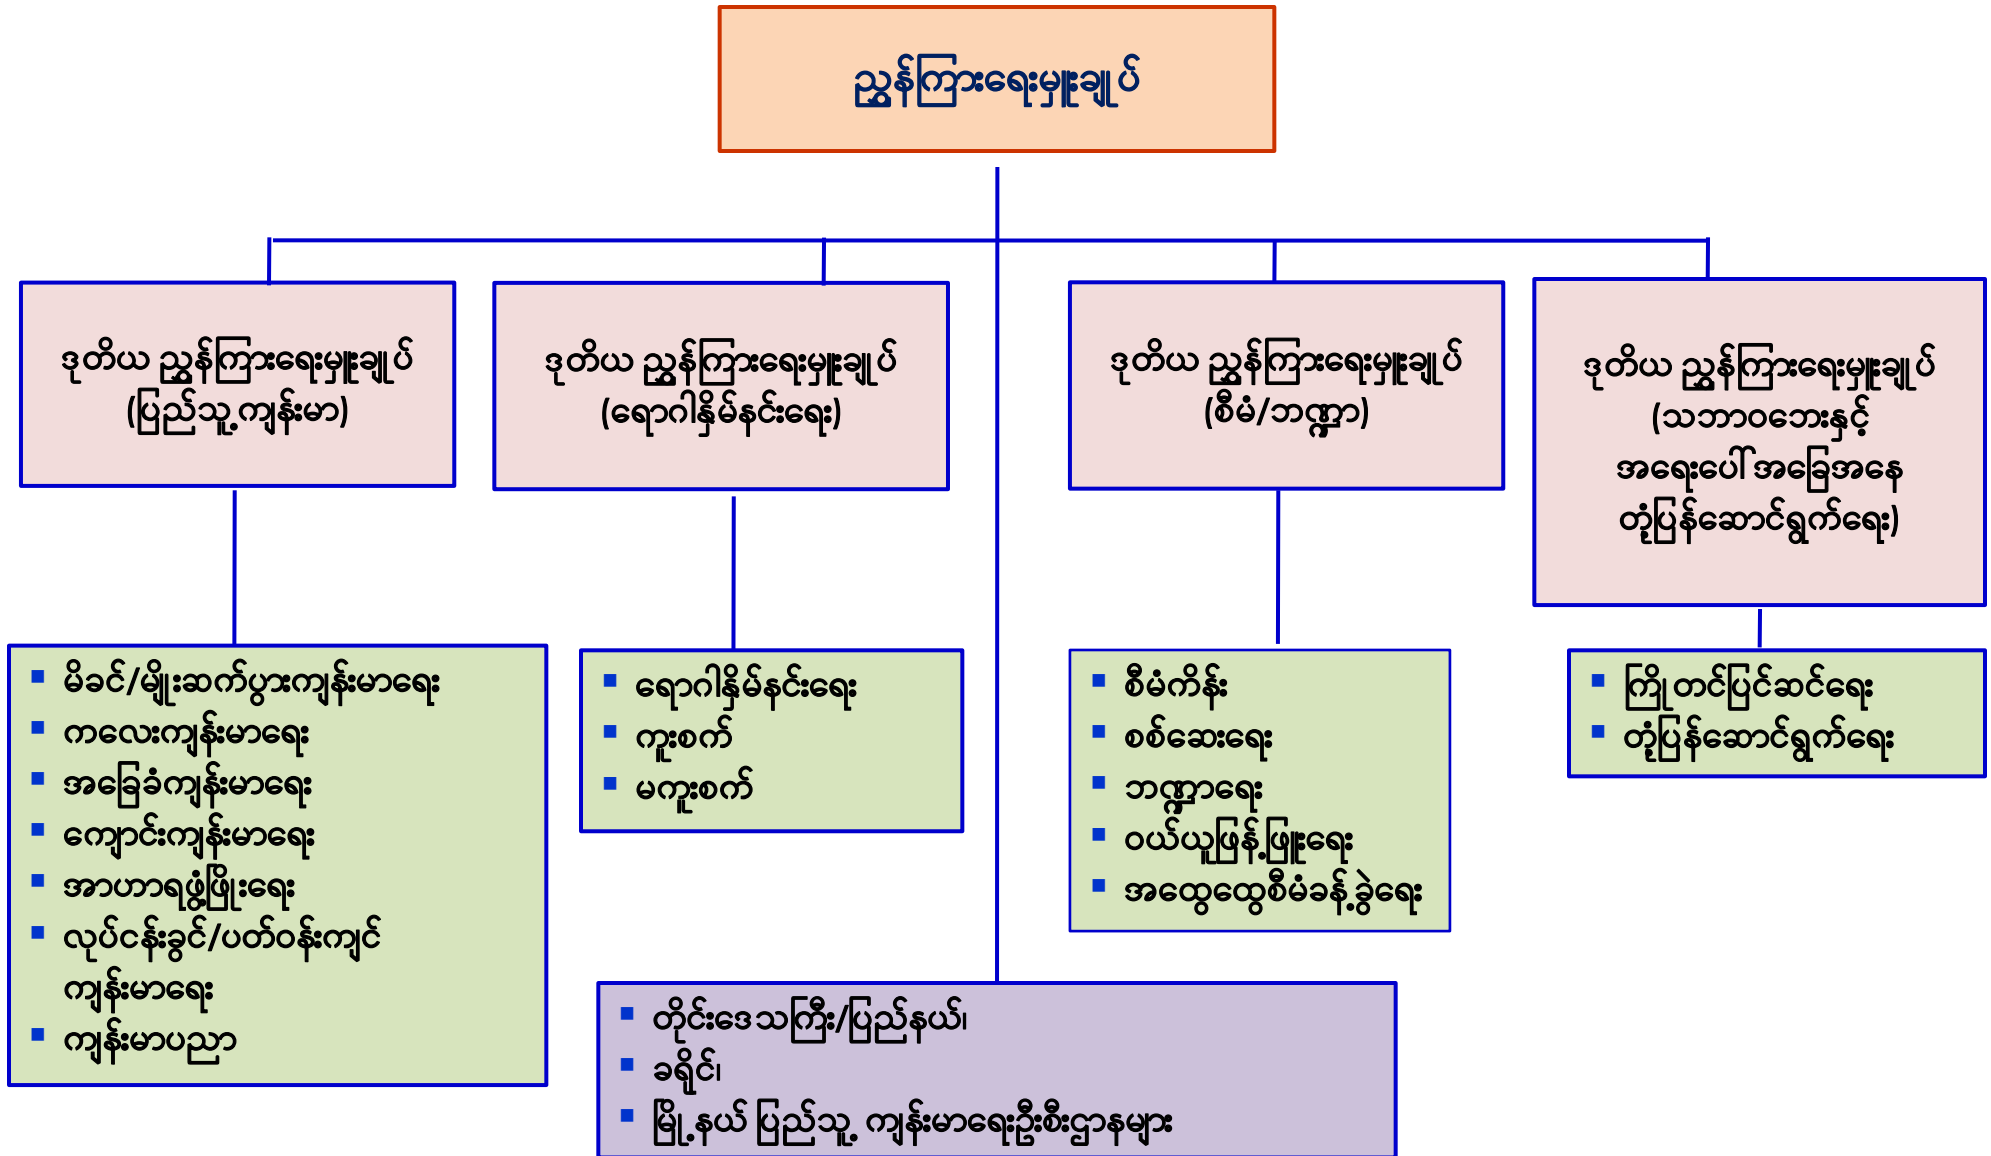 ညွှန်ကြားရေးမှူးချုပ်
ဒုတိယ ညွှန်ကြားရေးမှူးချုပ်
(ပြည်သူ့ကျန်းမာ)
ဒုတိယ ညွှန်ကြားရေးမှူးချုပ်
(ရောဂါနှိမ်နင်းရေး)
ဒုတိယ ညွှန်ကြားရေးမှူးချုပ်
(စီမံ/ဘဏ္ဍာ)
ဒုတိယ ညွှန်ကြားရေးမှူးချုပ်
(သဘာဝဘေးနှင့်
အရေးပေါ် အခြေအနေ
တုံ့ပြန်ဆောင်ရွက်ရေး)
▪ မိခင်/မျိုးဆက်ပွားကျန်းမာရေး
▪ ကလေးကျန်းမာရေး
▪ အခြေခံကျန်းမာရေး
▪ ကျောင်းကျန်းမာရေး
▪ အာဟာရဖွံ့ဖြိုးရေး
▪ လုပ်ငန်းခွင်/ပတ်ဝန်းကျင်
ကျန်းမာရေး
▪ ကျန်းမာပညာ
▪ ရောဂါနှိမ်နင်းရေး
▪ ကူးစက်
▪ မကူးစက်
▪ စီမံကိန်း
▪ စစ်ဆေးရေး
▪ ဘဏ္ဍာရေး
▪ ဝယ်ယူဖြန့်ဖြူးရေး
▪ အထွေထွေစီမံခန့်ခွဲရေး
▪ ကြိုတင်ပြင်ဆင်ရေး
▪ တုံ့ပြန်ဆောင်ရွက်ရေး
▪ တိုင်းဒေသကြီး/ပြည်နယ်၊
▪ ခရိုင်၊
▪ မြို့နယ် ပြည်သူ့ ကျန်းမာရေးဦးစီးဌာနများ